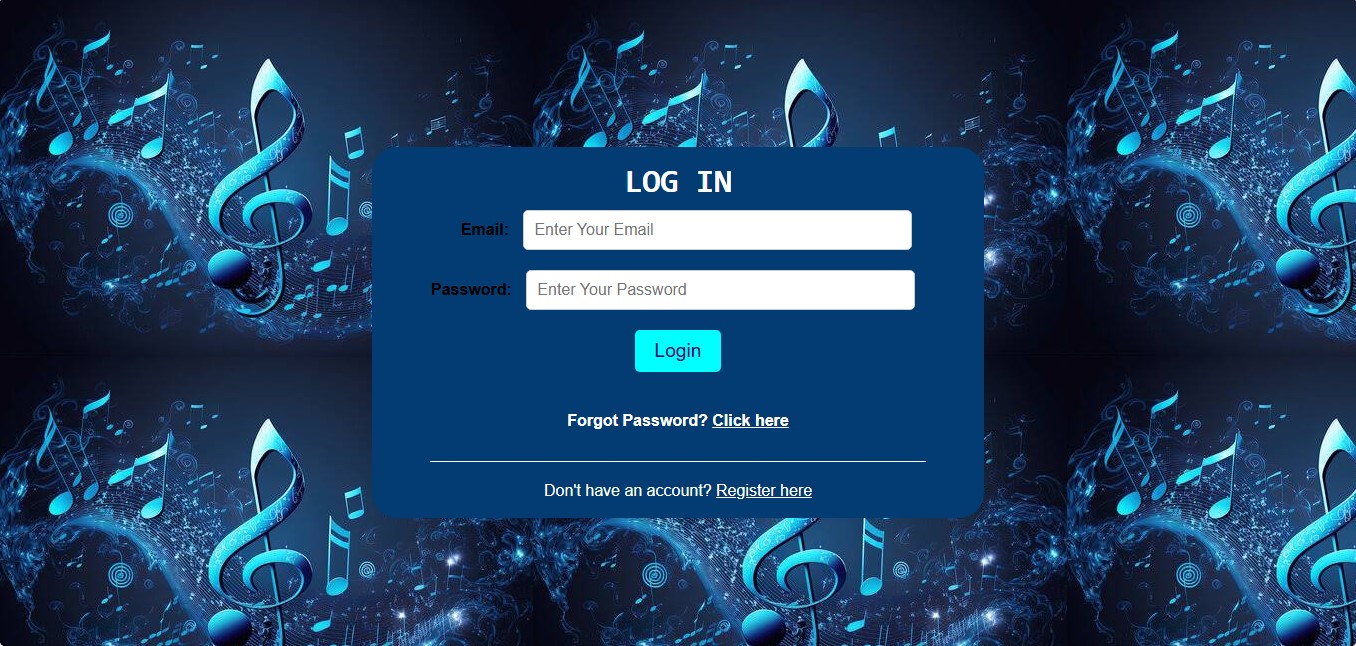 LOG IN
Email: Enter Your Email
Password: Enter Your Password
Login
Forgot Password? Click here
Don't have an account? Register here